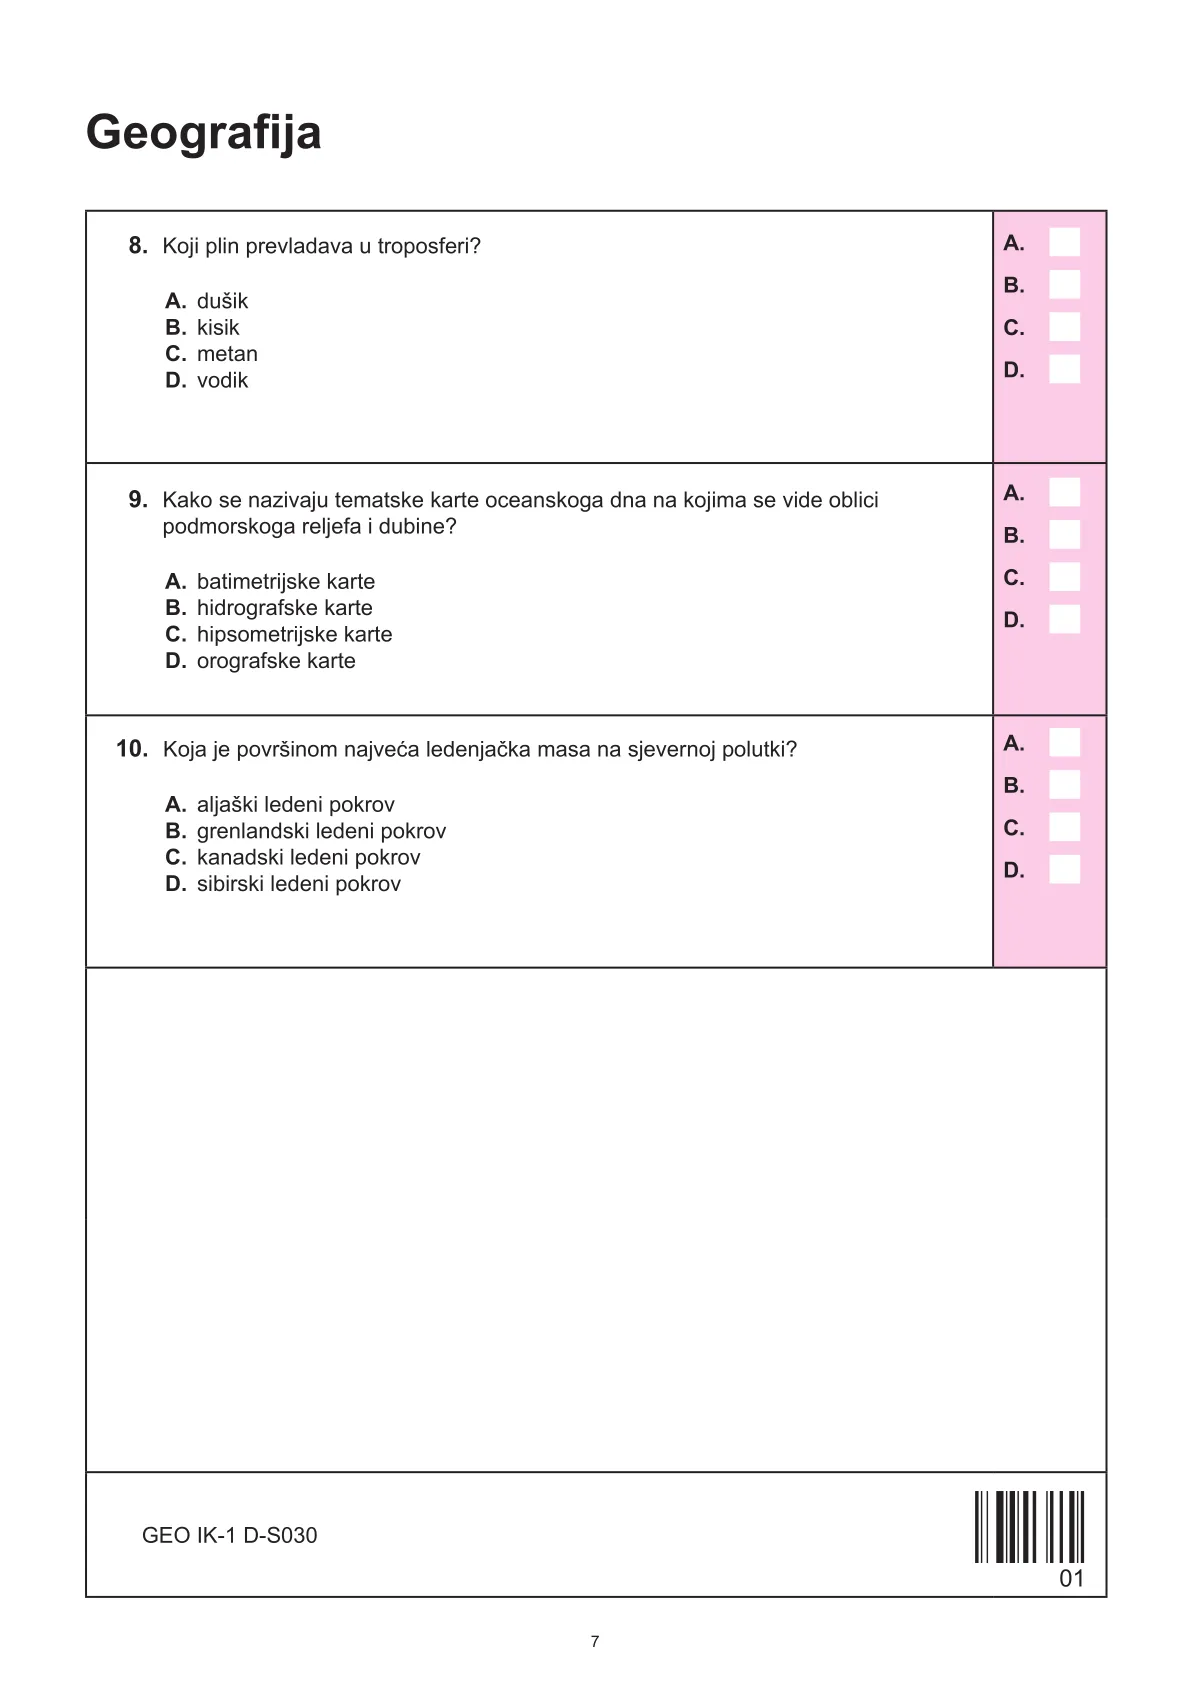 Geografija
8. Koji plin prevladava u troposferi?
A. dušik
B. kisik
C. metan
D. vodik
A.
B.
C.
D.
9. Kako se nazivaju tematske karte oceanskoga dna na kojima se vide oblici
podmorskoga reljefa i dubine?
A. batimetrijske karte
B. hidrografske karte
C. hipsometrijske karte
D. orografske karte
A.
B.
C.
D.
10. Koja je površinom najveća ledenjačka masa na sjevernoj polutki?
A. aljaški ledeni pokrov
B. grenlandski ledeni pokrov
C. kanadski ledeni pokrov
D. sibirski ledeni pokrov
A.
B.
C.
D.
GEO IK-1 D-S030
01
7